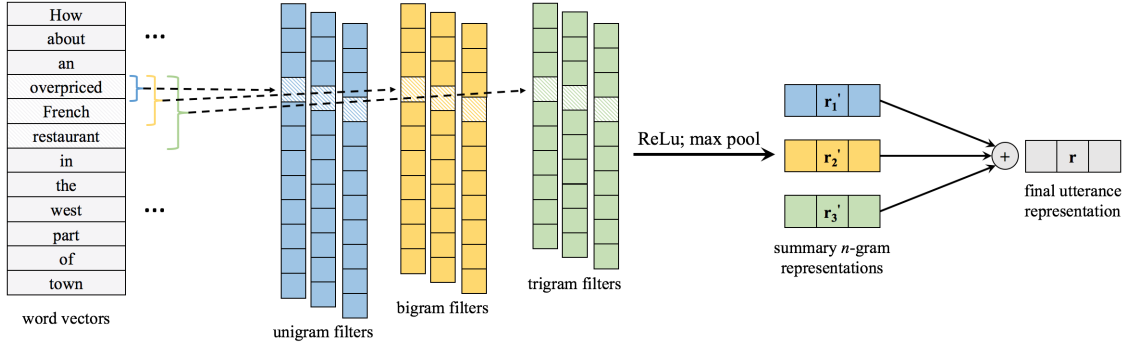 How
about
an
overpriced
French
restaurant
in
the
west
part
of
town
word vectors
...
...
unigram filters
bigram filters
trigram filters
ReLu; max pool
r₁'
r₂'
r₃'
summary n-gram
representations
+
r
final utterance
representation